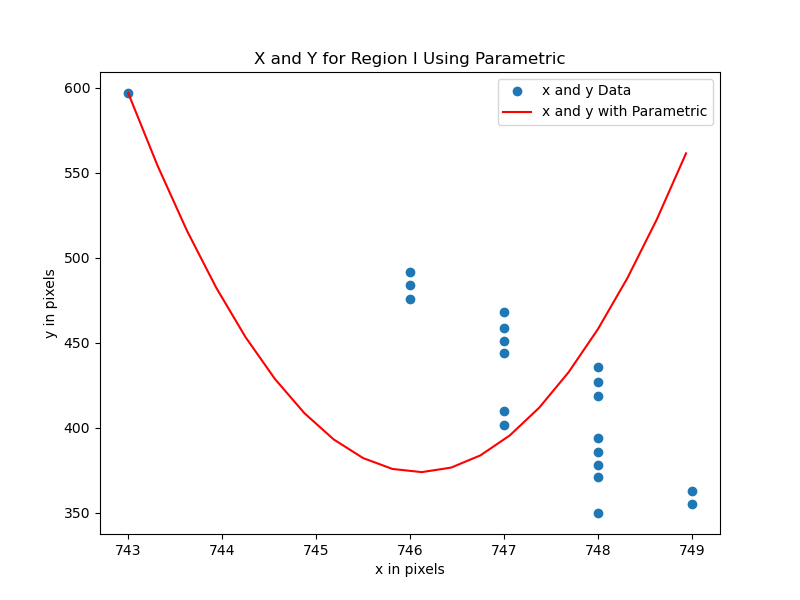 X and Y for Region I Using Parametric
x and y Data
x and y with Parametric
600
550
500
450
400
350
y in pixels
743 744 745 746 747 748 749
x in pixels